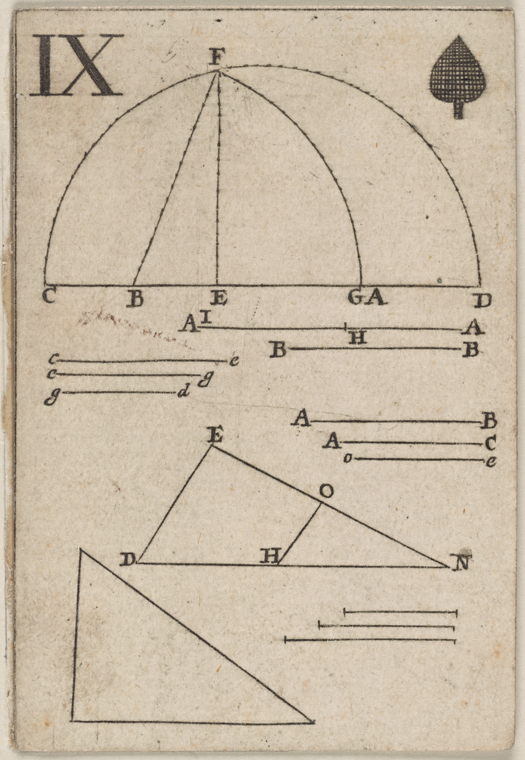 IX
F
C B E G A D
A I H A
B B
c e
c g
g d
A B
A C
o e
E
O
D H N